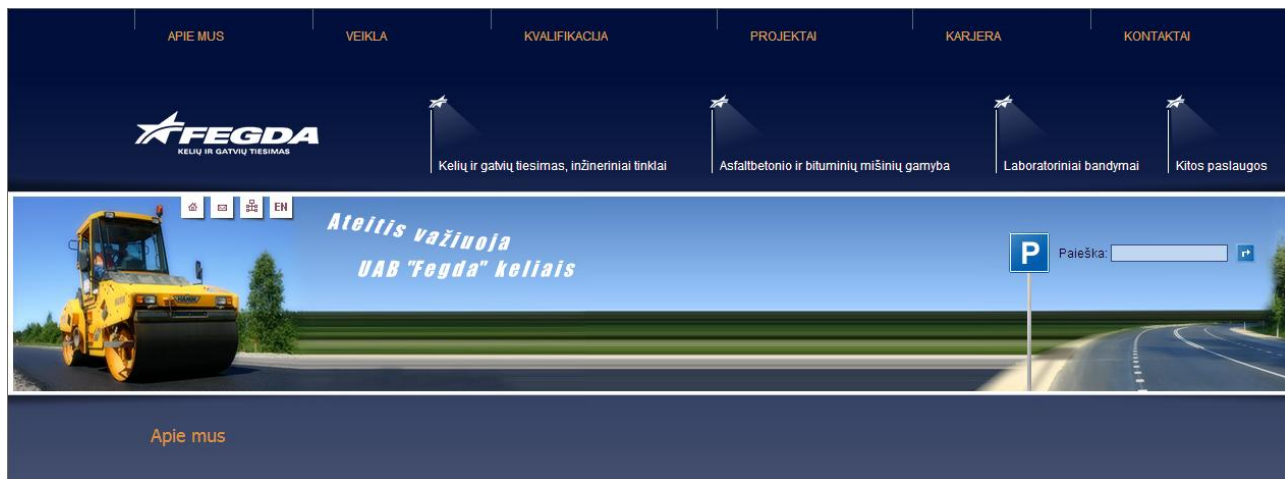 APIE MUS VEIKLA KVALIFIKACIJA PROJEKTAI KARJERA KONTAKTAI
FEGDA
KELIŲ IR GATVIŲ TIESIMAS
Kelių ir gatvių tiesimas, inžineriniai tinklai Asfaltbetonio ir bituminių mišinių gamyba Laboratoriniai bandymai Kitos paslaugos
EN
Ateitis važiuoja
UAB "Fegda" keliais
P
Paieška:
HAMM
Apie mus